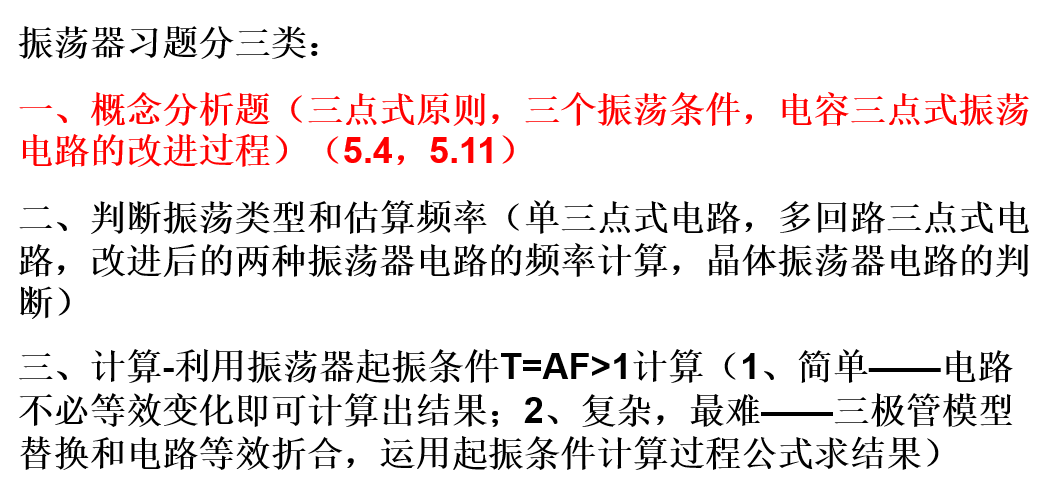 振荡器习题分三类：
一、概念分析题（三点式原则，三个振荡条件，电容三点式振荡
电路的改进过程）（5.4，5.11）
二、判断振荡类型和估算频率（单三点式电路，多回路三点式电
路，改进后的两种振荡器电路的频率计算，晶体振荡器电路的判
断）
三、计算-利用振荡器起振条件T=AF>1计算（1、简单——电路
不必等效变化即可计算出结果；2、复杂，最难——三极管模型
替换和电路等效折合，运用起振条件计算过程公式求结果）